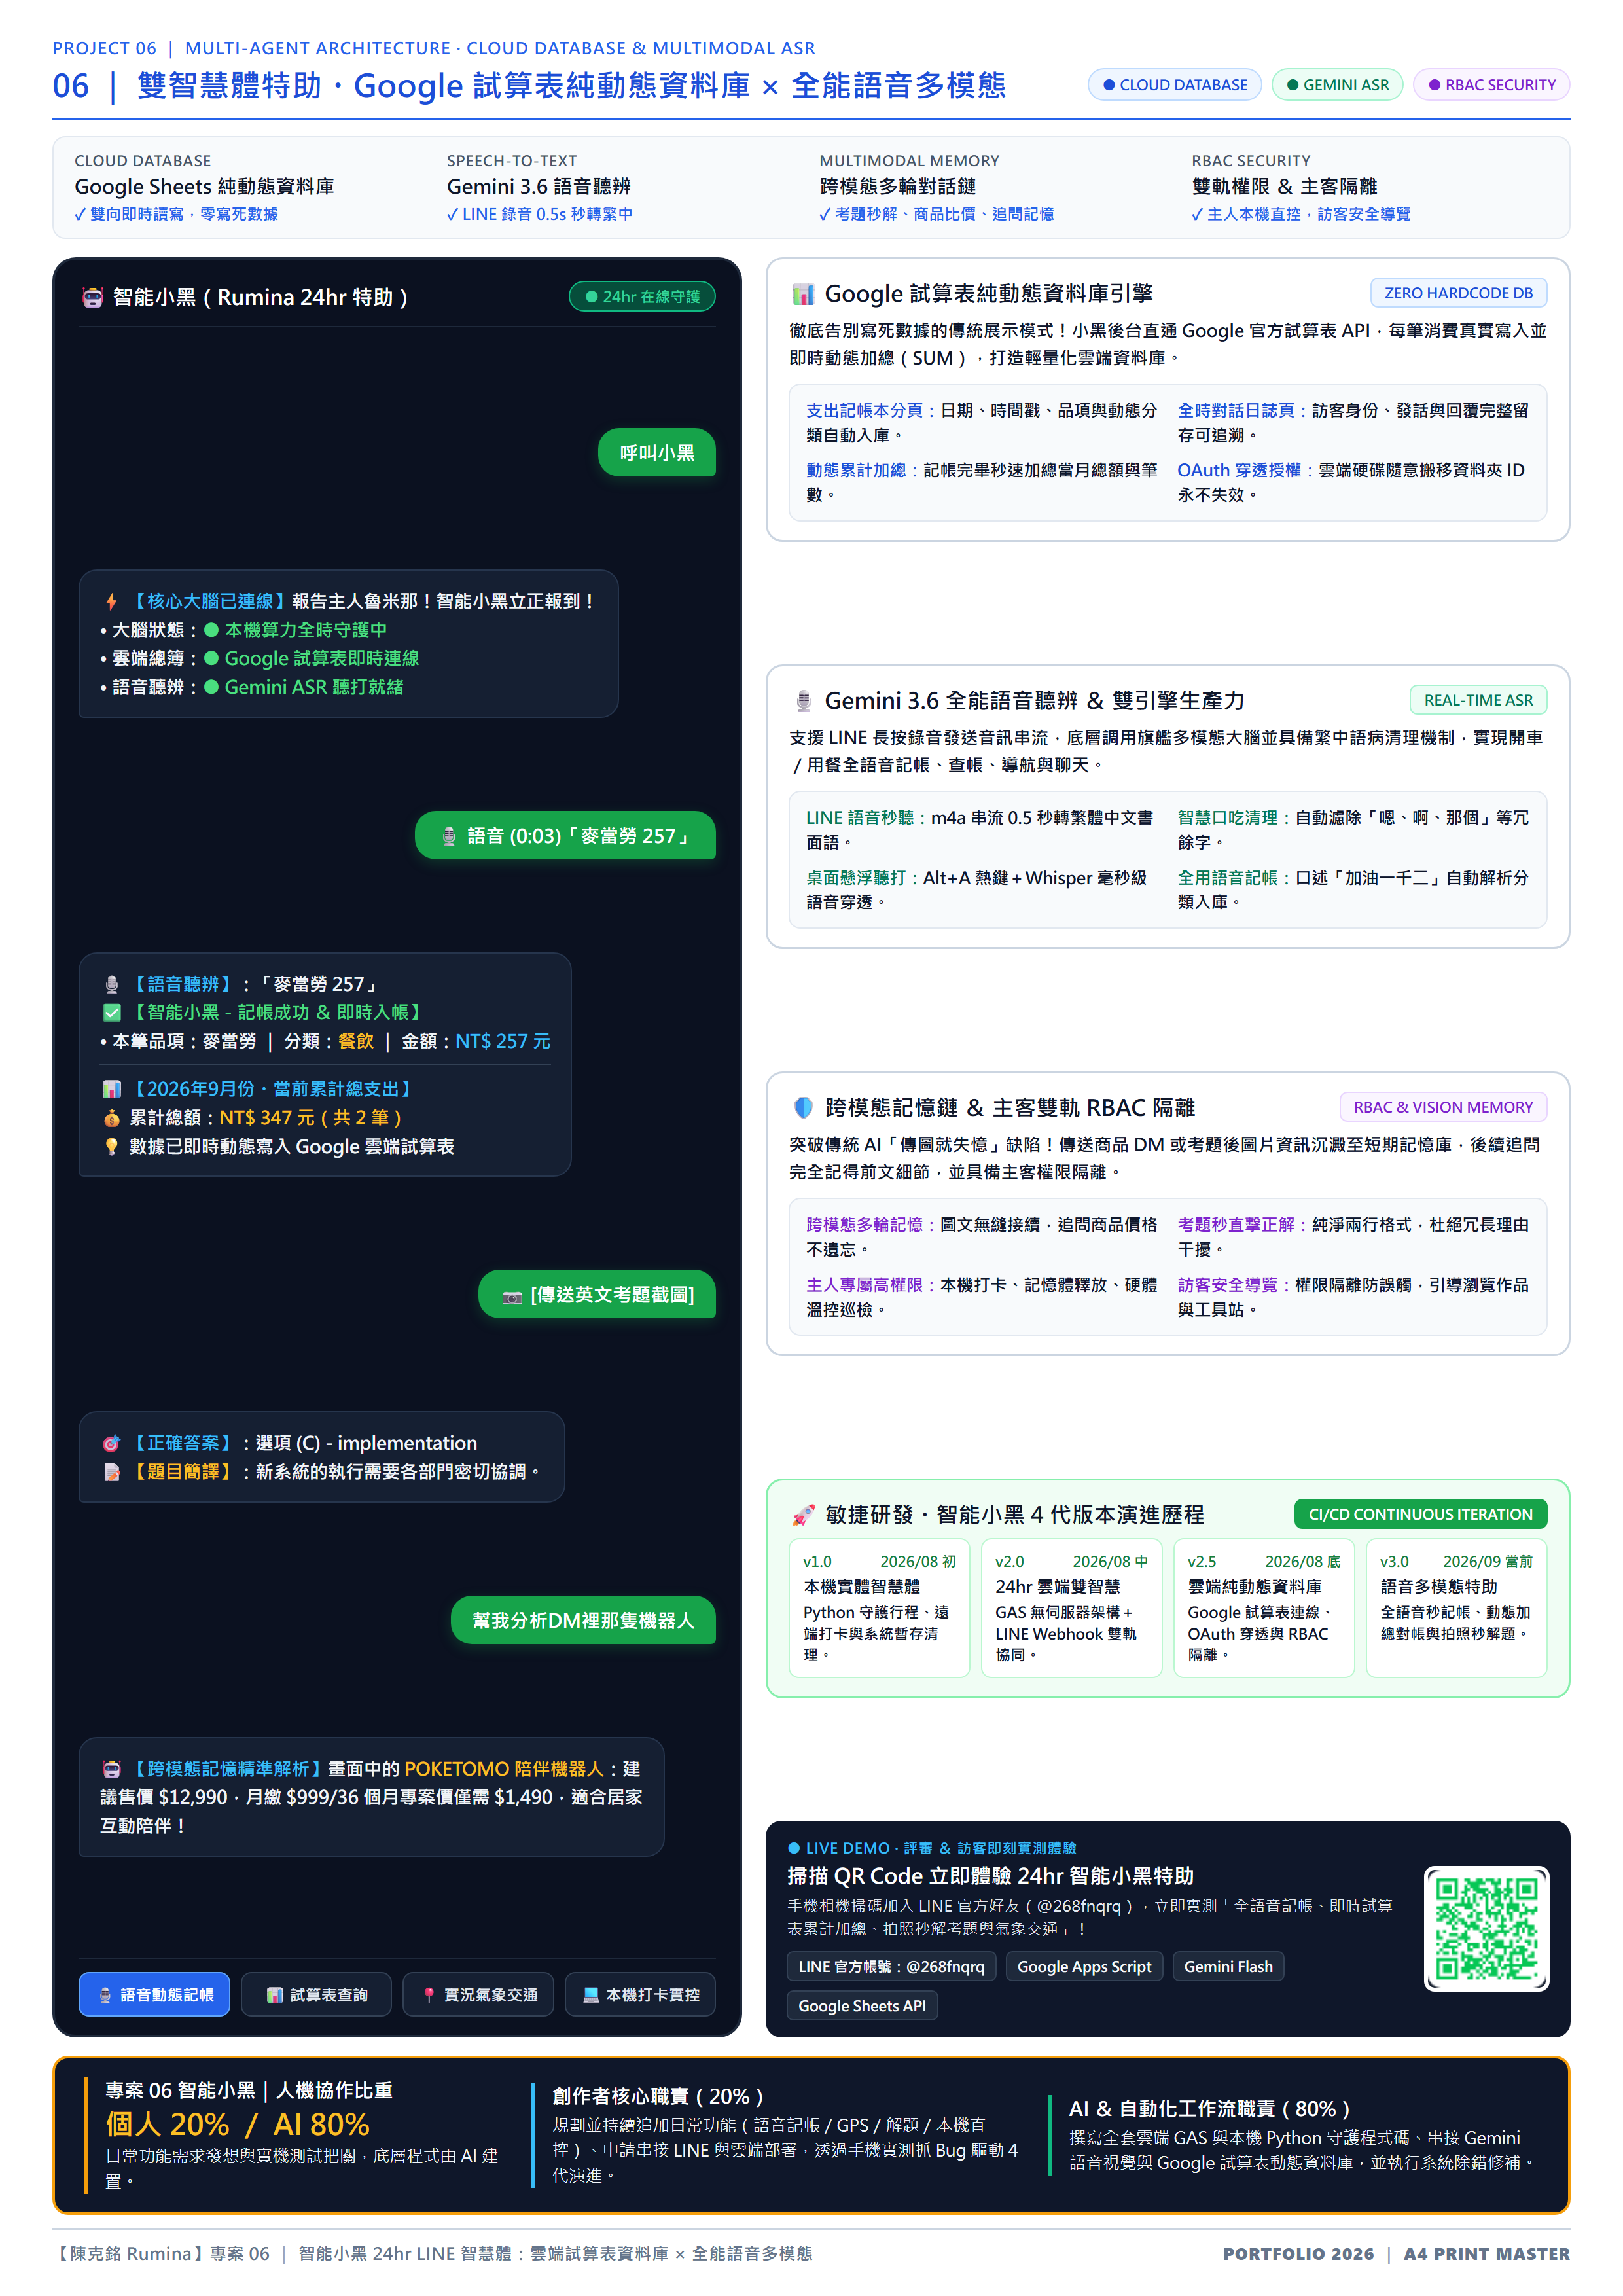 PROJECT 06 | MULTI-AGENT ARCHITECTURE · CLOUD DATABASE & MULTIMODAL ASR
06 | 雙智慧體特助 · Google 試算表純動態資料庫 × 全能語音多模態
● CLOUD DATABASE
● GEMINI ASR
● RBAC SECURITY
CLOUD DATABASE
Google Sheets 純動態資料庫
✓ 雙向即時讀寫 · 零寫死數據
SPEECH-TO-TEXT
Gemini 3.6 語音聽辨
✓ LINE 錄音 0.5s 秒轉繁中
MULTIMODAL MEMORY
跨模態多輪對話鏈
✓ 考題秒解、商品比價、追問記憶
RBAC SECURITY
雙軌權限 & 主客隔離
✓ 主人本機直控 · 訪客安全導覽
智能小黑（Rumina 24hr 特助）
● 24hr 在線守護
呼叫小黑
⚡【核心大腦已連線】報告主人魯米那！智能小黑立正報到！
• 大腦狀態：● 本機算力全時守護中
• 雲端總簿：● Google 試算表即時連線
• 語音聽辨：● Gemini ASR 聽打就緒
🎙️ 語音 (0:03)「麥當勞 257」
🎙️【語音聽辨】：「麥當勞 257」
✅【智能小黑 - 記帳成功 & 即時入帳】
• 本筆品項：麥當勞 | 分類：餐飲 | 金額：NT$ 257 元
📊【2026年9月份 · 當前累計總支出】
💰 累計總額：NT$ 347 元（共 2 筆）
💡 數據已即時動態寫入 Google 雲端試算表
📷 [傳送英文考題截圖]
🎯【正確答案】：選項 (C) - implementation
📝【題目簡譯】：新系統的執行需要各部門密切協調。
幫我分析DM裡那隻機器人
🤖【跨模態記憶精準解析】畫面中的 POKETOMO 陪伴機器人：建
議售價 $12,990 · 月繳 $999/36 個月專案價僅需 $1,490 · 適合居家
互動陪伴！
🎙️ 語音動態記帳
📊 試算表查詢
📍 實況氣象交通
💻 本機打卡實控
📊 Google 試算表純動態資料庫引擎
ZERO HARDCODE DB
徹底告別寫死數據的傳統展示模式！小黑後台直通 Google 官方試算表 API · 每筆消費真實寫入並
即時動態加總（SUM）· 打造輕量化雲端資料庫。
支出記帳本分頁：日期、時間戳、品項與動態分
類自動入庫。
全時對話日誌頁：訪客身份、發話與回覆完整留
存可追溯。
動態累計加總：記帳完畢秒速加總當月總額與筆
數。
OAuth 穿透授權：雲端硬碟隨意搬移資料夾 ID
永不失效。
🎙️ Gemini 3.6 全能語音聽辨 & 雙引擎生產力
REAL-TIME ASR
支援 LINE 長按錄音發送音訊串流 · 底層調用旗艦多模態大腦並具備繁中語病清理機制 · 實現開車
/ 用餐全語音記帳、查帳、導航與聊天。
LINE 語音秒聽：m4a 串流 0.5 秒轉繁體中文書
面語。
智慧口吃清理：自動濾除「嗯、啊、那個」等冗
餘字。
桌面懸浮聽打：Alt+A 熱鍵 + Whisper 毫秒級
語音穿透。
全用語音記帳：口述「加油一千二」自動解析分
類入庫。
🛡️ 跨模態記憶鏈 & 主客雙軌 RBAC 隔離
RBAC & VISION MEMORY
突破傳統 AI「傳圖就失憶」缺陷！傳送商品 DM 或考題後圖片資訊沉澱至短期記憶庫 · 後續追問
完全記得前文細節 · 並具備主客權限隔離。
跨模態多輪記憶：圖文無縫接續 · 追問商品價格
不遺忘。
考題秒直擊正解：純淨兩行格式 · 杜絕冗長理由
干擾。
主人專屬高權限：本機打卡、記憶體釋放、硬體
溫控巡檢。
訪客安全導覽：權限隔離防誤觸 · 引導瀏覽作品
與工具站。
🚀 敏捷研發 · 智能小黑 4 代版本演進歷程
CI/CD CONTINUOUS ITERATION
v1.0 2026/08 初
本機實體智慧體
Python 守護行程、遠
端打卡與系統暫存清
理。
v2.0 2026/08 中
24hr 雲端雙智慧
GAS 無伺服器架構 +
LINE Webhook 雙軌
協同。
v2.5 2026/08 底
雲端純動態資料庫
Google 試算表連線、
OAuth 穿透與 RBAC
隔離。
v3.0 2026/09 當前
語音多模態特助
全語音秒記帳、動態加
總對帳與拍照秒解題。
● LIVE DEMO · 評審 & 訪客即刻實測體驗
掃描 QR Code 立即體驗 24hr 智能小黑特助
手機相機掃碼加入 LINE 官方好友（@268fnqrq）· 立即實測「全語音記帳、即時試算
表累計加總、拍照秒解考題與氣象交通」！
LINE 官方帳號：@268fnqrq
Google Apps Script
Gemini Flash
Google Sheets API
專案 06 智能小黑 | 人機協作比重
個人 20% / AI 80%
日常功能需求發想與實機測試把關 · 底層程式由 AI 建
置。
創作者核心職責（20%）
規劃並持續追加日常功能（語音記帳 / GPS / 解題 / 本機直
控）、申請串接 LINE 與雲端部署 · 透過手機實測抓 Bug 驅動 4
代演進。
AI & 自動化工作流職責（80%）
撰寫全套雲端 GAS 與本機 Python 守護程式碼、串接 Gemini
語音視覺與 Google 試算表動態資料庫 · 並執行系統除錯修補。
【陳克銘 Rumina】專案 06 | 智能小黑 24hr LINE 智慧體：雲端試算表資料庫 × 全能語音多模態
PORTFOLIO 2026 | A4 PRINT MASTER